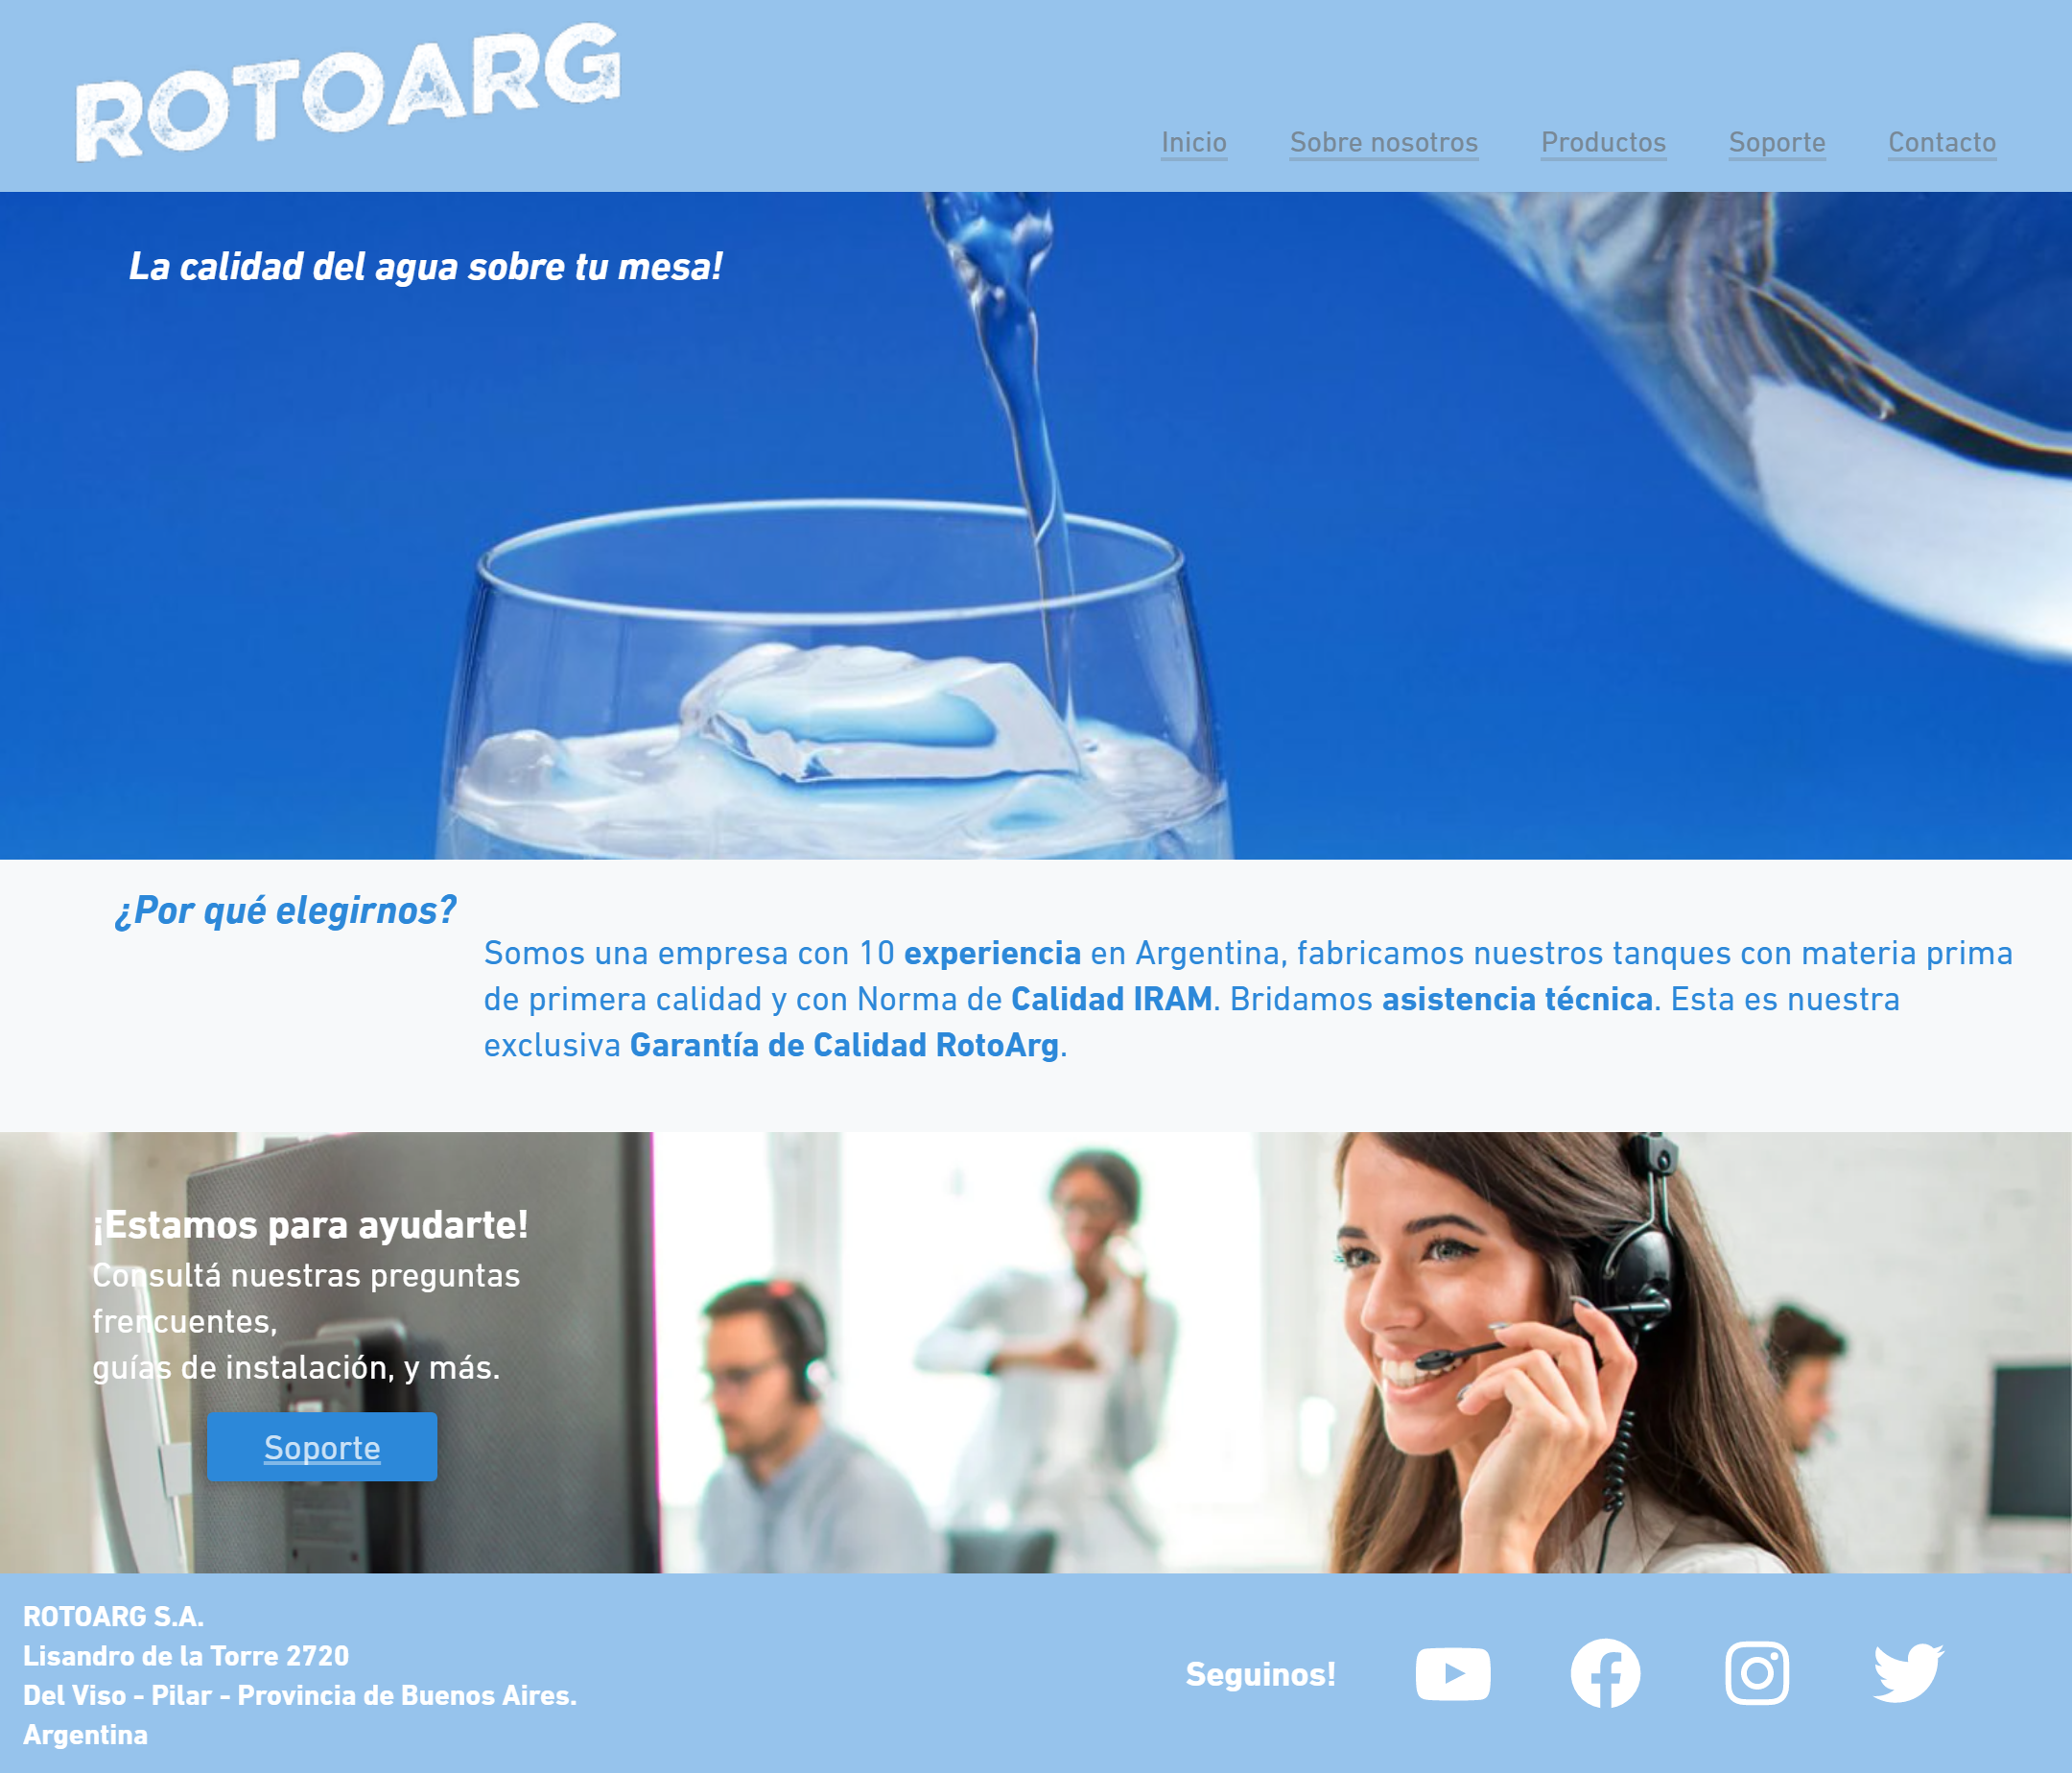 ROTOARG
Inicio Sobre nosotros Productos Soporte Contacto
La calidad del agua sobre tu mesa!
¿Por qué elegirnos?
Somos una empresa con 10 experiencia en Argentina, fabricamos nuestros tanques con materia prima
de primera calidad y con Norma de Calidad IRAM. Bridamos asistencia técnica. Esta es nuestra
exclusiva Garantía de Calidad RotoArg.
¡Estamos para ayudarte!
Consultá nuestras preguntas
frencuentes,
guías de instalación, y más.
Soporte
ROTOARG S.A.
Lisandro de la Torre 2720
Del Viso - Pilar - Provincia de Buenos Aires.
Argentina
Seguinos!